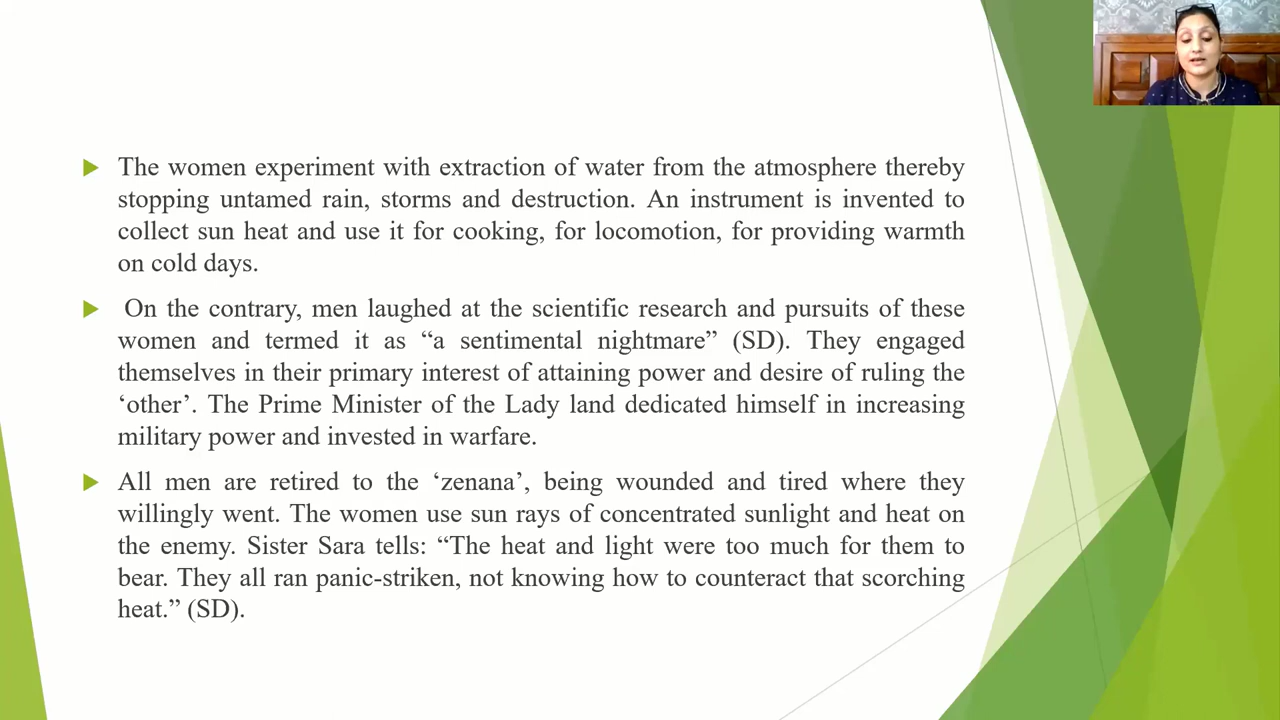 The women experiment with extraction of water from the atmosphere thereby
stopping untamed rain, storms and destruction. An instrument is invented to
collect sun heat and use it for cooking, for locomotion, for providing warmth
on cold days.
On the contrary, men laughed at the scientific research and pursuits of these
women and termed it as “a sentimental nightmare” (SD). They engaged
themselves in their primary interest of attaining power and desire of ruling the
‘other’. The Prime Minister of the Lady land dedicated himself in increasing
military power and invested in warfare.
All men are retired to the ‘zenana’, being wounded and tired where they
willingly went. The women use sun rays of concentrated sunlight and heat on
the enemy. Sister Sara tells: “The heat and light were too much for them to
bear. They all ran panic-striken, not knowing how to counteract that scorching
heat.” (SD).